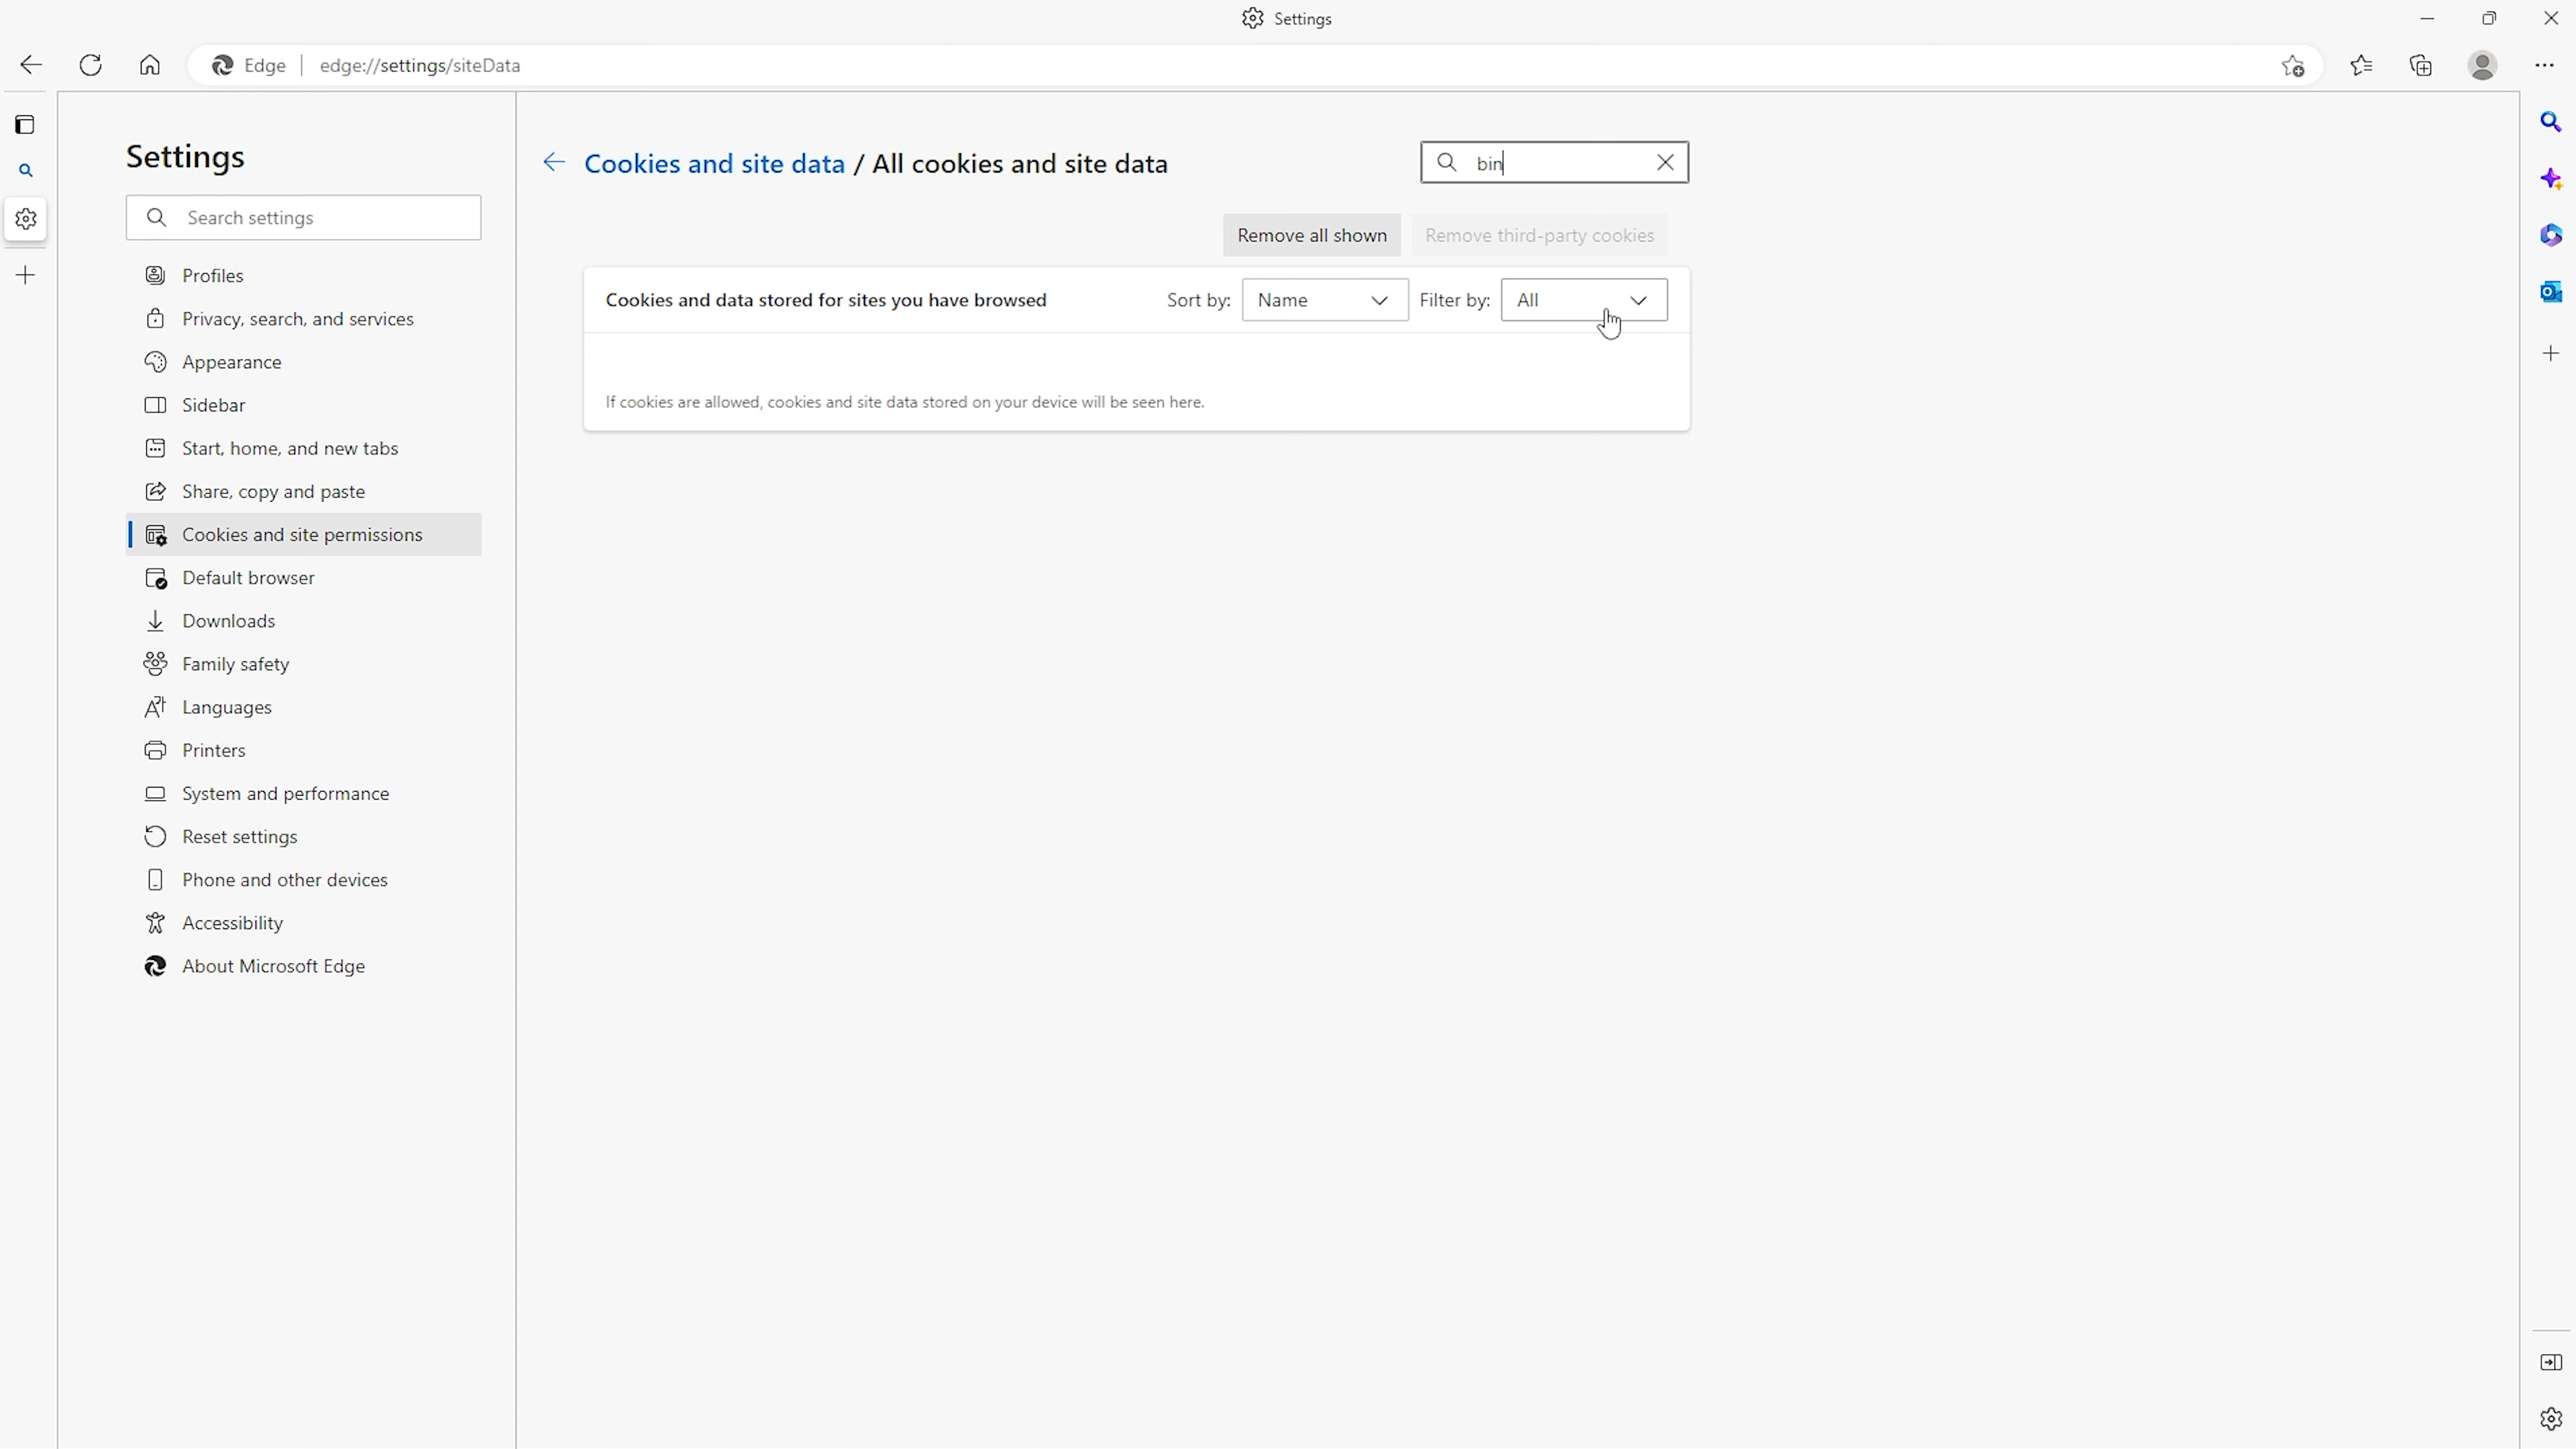 Settings
Edge
edge://settings/siteData
Settings
Search settings
Profiles
Privacy, search, and services
Appearance
Sidebar
Start, home, and new tabs
Share, copy and paste
Cookies and site permissions
Default browser
Downloads
Family safety
Languages
Printers
System and performance
Reset settings
Phone and other devices
Accessibility
About Microsoft Edge
Cookies and site data / All cookies and site data
bin
Remove all shown
Remove third-party cookies
Cookies and data stored for sites you have browsed
Sort by:
Name
Filter by:
All
If cookies are allowed, cookies and site data stored on your device will be seen here.